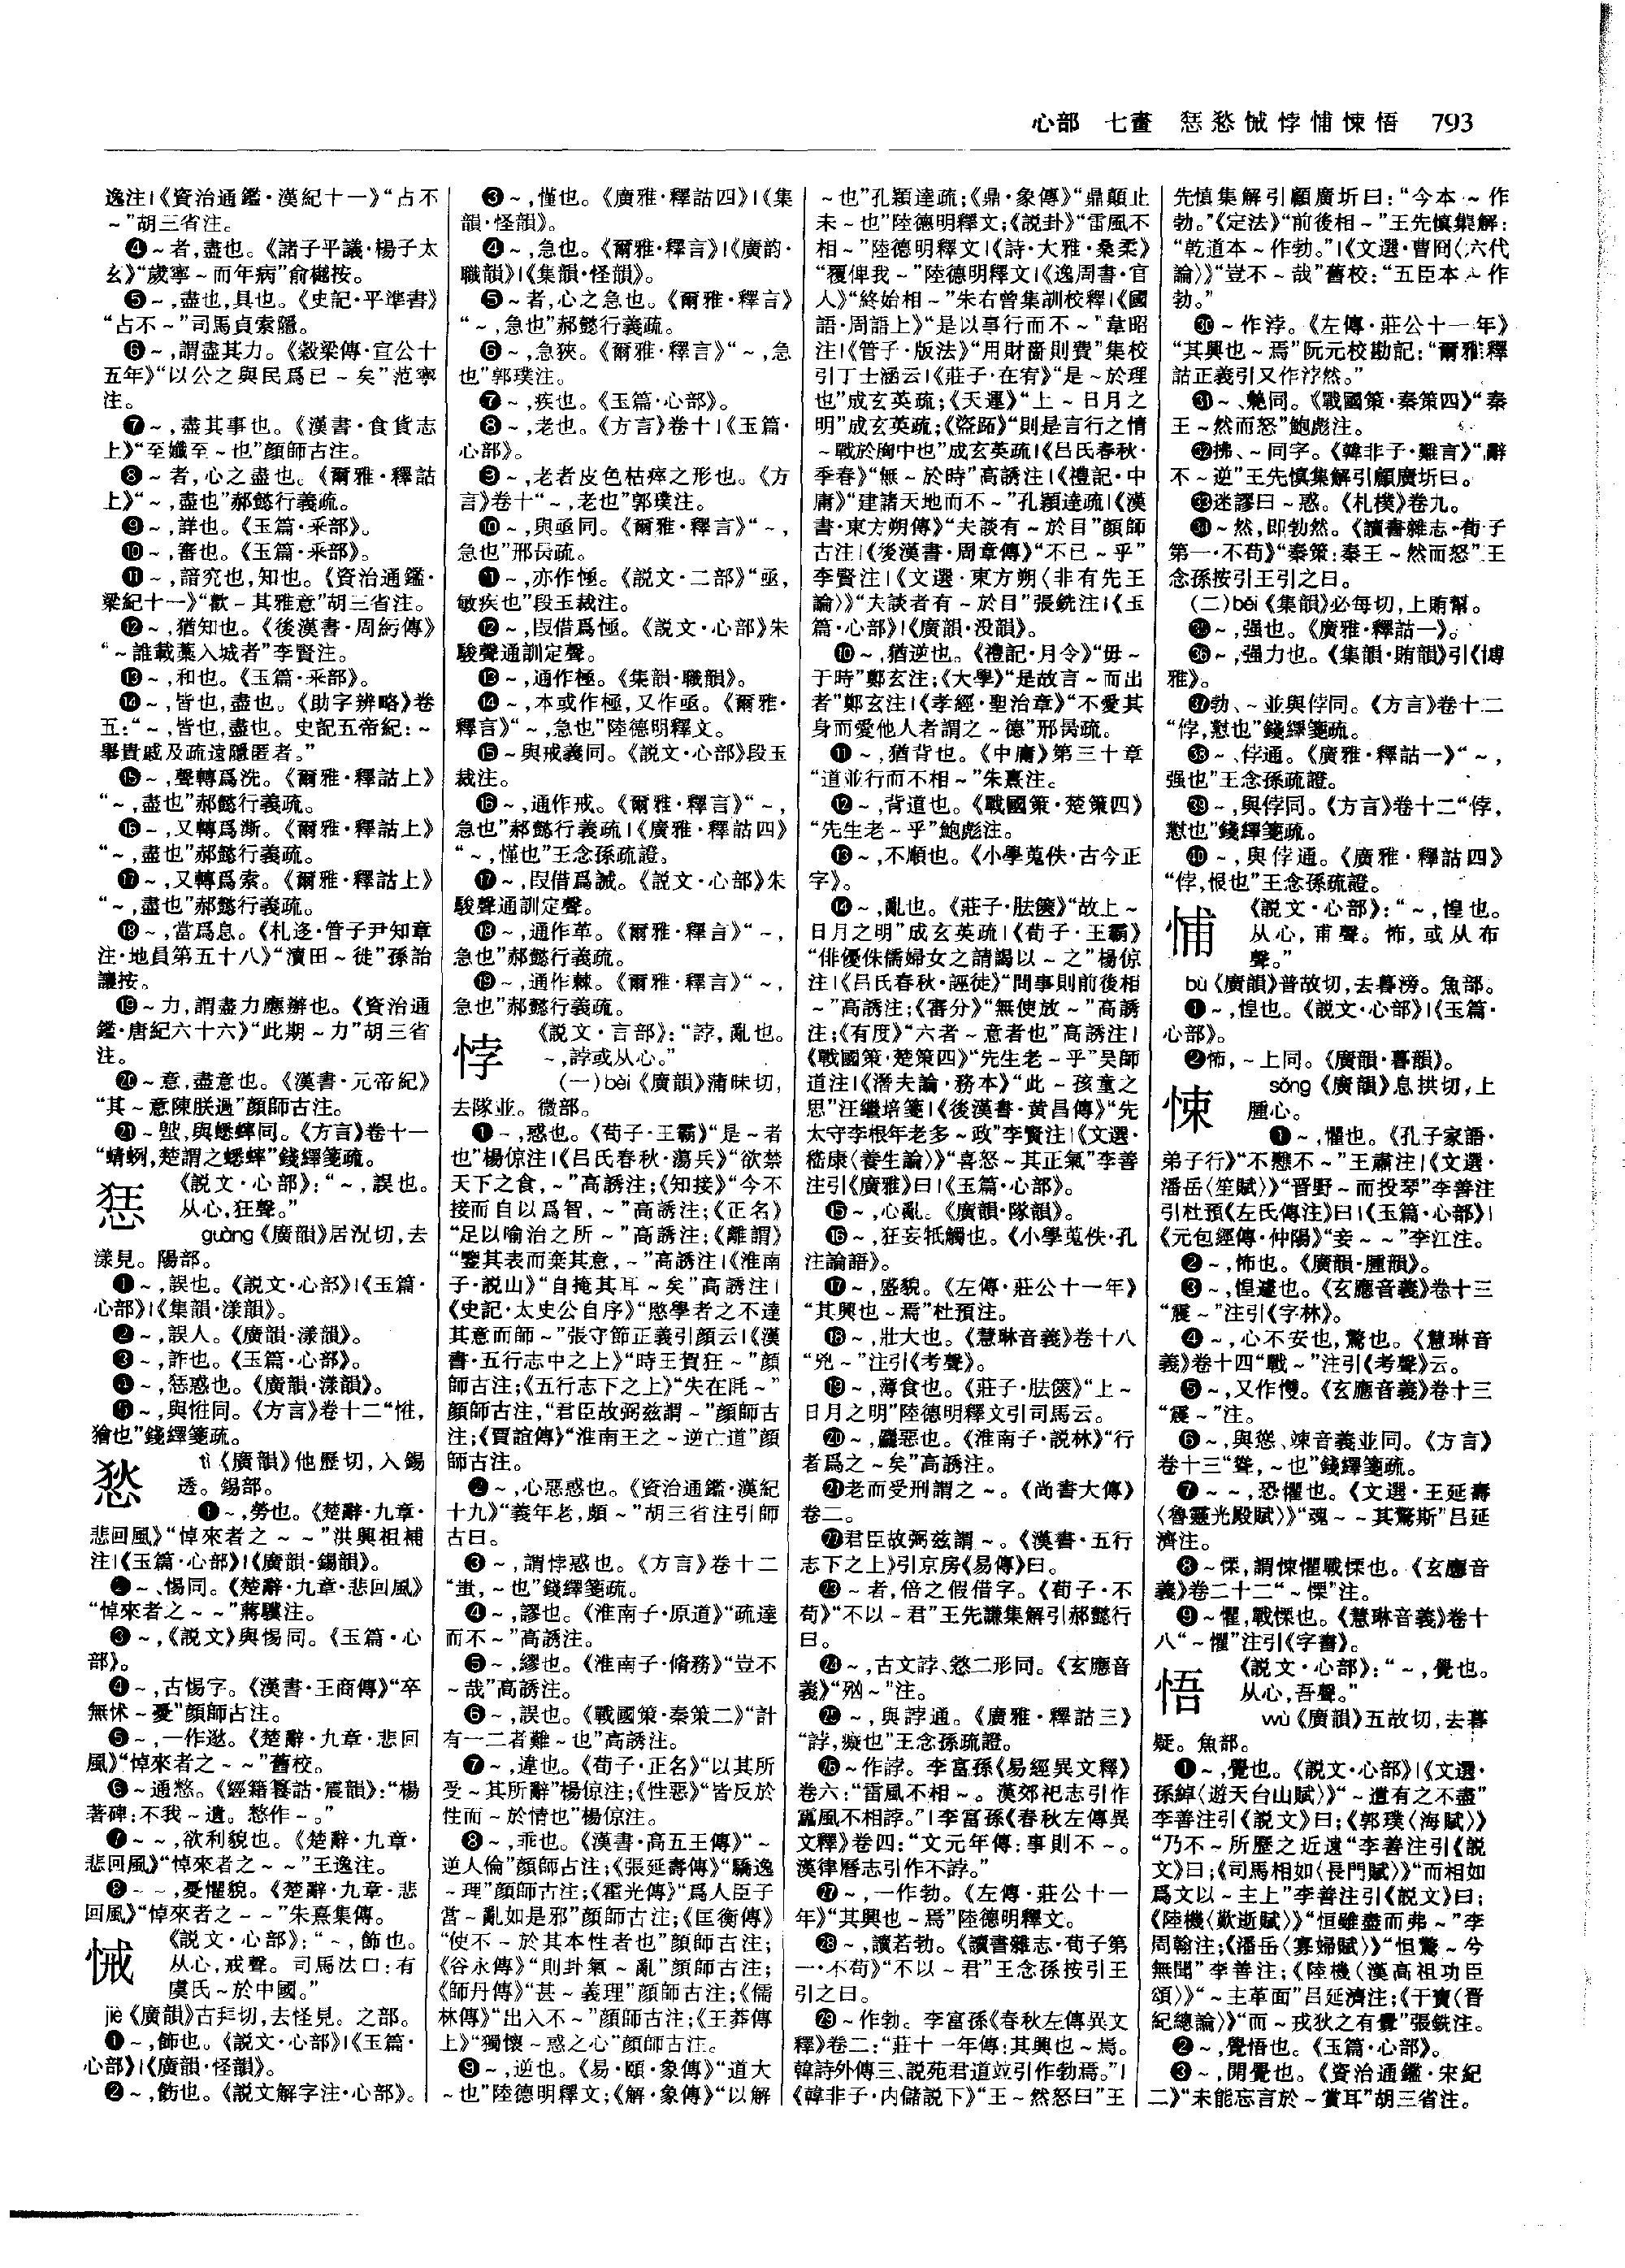 心部　七畫　㤮愁悈悖悑悚悟　793
逸注|《資治通鑑·漢紀十一》“占不
～”胡三省注。
❹～者,盡也。《諸子平議·楊子太
玄》“歲寧～而年病”俞樾按。
❺～,盡也,具也。《史記·平準書》
“占不～”司馬貞索隱。
❻～,謂盡其力。《穀梁傳·宣公十
五年》“以公之與民爲已～矣”范寧
注。
❼～,盡其事也。《漢書·食貨志
上》“至孅至～也”顔師古注。
❽～者,心之盡也。《爾雅·釋詁
上》“～,盡也”郝懿行義疏。
❾～,詳也。《玉篇·釆部》。
❿～,審也。《玉篇·釆部》。
⓫～,諳究也,知也。《資治通鑑·
梁紀十一》“歡～其雅意”胡三省注。
⓬～,猶知也。《後漢書·周紆傳》
“～誰載藁入城者”李賢注。
⓭～,和也。《玉篇·釆部》。
⓮～,皆也,盡也。《助字辨略》卷
五:“～,皆也,盡也。史記五帝紀:～
舉貴戚及疏遠隱匿者。”
⓯～,聲轉爲洗。《爾雅·釋詁上》
“～,盡也”郝懿行義疏。
⓰～,又轉爲澌。《爾雅·釋詁上》
“～,盡也”郝懿行義疏。
⓱～,又轉爲索。《爾雅·釋詁上》
“～,盡也”郝懿行義疏。
⓲～,當爲息。《札迻·管子尹知章
注·地員第五十八》“瀆田～徙”孫詒
讓按。
⓳～力,謂盡力應辦也。《資治通
鑑·唐紀六十六》“此期～力”胡三省
注。
⓴～意,盡意也。《漢書·元帝紀》
“其～意陳朕過”顔師古注。
㉑～䗐,與蟋蟀同。《方言》卷十一
“蜻蛚,楚謂之蟋蟀”錢繹箋疏。
㤮
《説文·心部》:“～,誤也。
从心,狂聲。”
guàng《廣韻》居況切,去
漾見。陽部。
❶～,誤也。《説文·心部》|《玉篇·
心部》|《集韻·漾韻》。
❷～,誤人。《廣韻·漾韻》。
❸～,詐也。《玉篇·心部》。
❹～,㤮惑也。《廣韻·漾韻》。
❺～,與恇同。《方言》卷十二“恇,
獪也”錢繹箋疏。
悐
tì《廣韻》他歷切,入錫
透。錫部。
❶～,勞也。《楚辭·九章·
悲回風》“悼來者之～～”洪興祖補
注|《玉篇·心部》|《廣韻·錫韻》。
❷～、惕同。《楚辭·九章·悲回風》
“悼來者之～～”蔣驥注。
❸～,《説文》與惕同。《玉篇·心
部》。
❹～,古惕字。《漢書·王商傳》“卒
無怵～憂”顔師古注。
❺～,一作逖。《楚辭·九章·悲回
風》“悼來者之～～”舊校。
❻～通愁。《經籍籑詁·震韻》:“楊
著碑:不我～遺。愁作～。”
❼～～,欲利貌也。《楚辭·九章·
悲回風》“悼來者之～～”王逸注。
❽～～,憂懼貌。《楚辭·九章·悲
回風》“悼來者之～～”朱熹集傳。
悈
《説文·心部》:“～,飾也。
从心,戒聲。司馬法曰:有
虞氏～於中國。”
jiè《廣韻》古拜切,去怪見。之部。
❶～,飾也。《説文·心部》|《玉篇·
心部》|《廣韻·怪韻》。
❷～,飭也。《説文解字注·心部》。
❸～,慬也。《廣雅·釋詁四》|《集
韻·怪韻》。
❹～,急也。《爾雅·釋言》|《廣韵·
職韻》|《集韻·怪韻》。
❺～者,心之急也。《爾雅·釋言》
“～,急也”郝懿行義疏。
❻～,急狹。《爾雅·釋言》“～,急
也”郭璞注。
❼～,疾也。《玉篇·心部》。
❽～,老也。《方言》卷十|《玉篇·
心部》。
❾～,老者皮色枯瘁之形也。《方
言》卷十“～,老也”郭璞注。
❿～,與亟同。《爾雅·釋言》“～,
急也”邢昺疏。
⓫～,亦作㥛。《説文·二部》“亟,
敏疾也”段玉裁注。
⓬～,叚借爲㥛。《説文·心部》朱
駿聲通訓定聲。
⓭～,通作㥛。《集韻·職韻》。
⓮～,本或作㥛,又作亟。《爾雅·
釋言》“～,急也”陸德明釋文。
⓯～與戒義同。《説文·心部》段玉
裁注。
⓰～,通作戒。《爾雅·釋言》“～,
急也”郝懿行義疏|《廣雅·釋詁四》
“～,慬也”王念孫疏證。
⓱～,叚借爲誡。《説文·心部》朱
駿聲通訓定聲。
⓲～,通作革。《爾雅·釋言》“～,
急也”郝懿行義疏。
⓳～,通作棘。《爾雅·釋言》“～,
急也”郝懿行義疏。
悖
《説文·言部》:“誖,亂也。
～,誖或从心。”
(一)bèi《廣韻》蒲昧切,
去隊並。微部。
❶～,惑也。《荀子·王霸》“是～者
也”楊倞注|《吕氏春秋·蕩兵》“欲禁
天下之食,～”高誘注;《知接》“今不
接而自以爲智,～”高誘注;《正名》
“足以喻治之所～”高誘注;《離謂》
“鑒其表而棄其意,～”高誘注|《淮南
子·説山》“自掩其耳～矣”高誘注|
《史記·太史公自序》“愍學者之不達
其意而師～”張守節正義引顔云|《漢
書·五行志中之上》“時王賀狂～”顔
師古注;《五行志下之上》“失在眊～”
顔師古注,“君臣故弼兹謂～”顔師古
注;《賈誼傳》“淮南王之～逆亡道”顔
師古注。
❷～,心惡惑也。《資治通鑑·漢紀
十九》“義年老,頗～”胡三省注引師
古曰。
❸～,謂悖惑也。《方言》卷十二
“蚩,～也”錢繹箋疏。
❹～,謬也。《淮南子·原道》“疏達
而不～”高誘注。
❺～,繆也。《淮南子·脩務》“豈不
～哉”高誘注。
❻～,誤也。《戰國策·秦策二》“計
有一二者難～也”高誘注。
❼～,違也。《荀子·正名》“以其所
受～其所辭”楊倞注;《性惡》“皆反於
性而～於情也”楊倞注。
❽～,乖也。《漢書·高五王傳》“～
逆人倫”顔師古注;《張延壽傳》“驕逸
～理”顔師古注;《霍光傳》“爲人臣子
當～亂如是邪”顔師古注;《匡衡傳》
“使不～於其本性者也”顔師古注;
《谷永傳》“則卦氣～亂”顔師古注;
《師丹傳》“甚～義理”顔師古注;《儒
林傳》“出入不～”顔師古注;《王莽傳
上》“獨懷～惑之心”顔師古注。
❾～,逆也。《易·頤·象傳》“道大
～也”陸德明釋文;《解·象傳》“以解
～也”孔穎達疏;《鼎·象傳》“鼎顛止
未～也”陸德明釋文;《説卦》“雷風不
相～”陸德明釋文|《詩·大雅·桑柔》
“覆俾我～”陸德明釋文|《逸周書·官
人》“終始相～”朱右曾集訓校釋|《國
語·周語上》“是以事行而不～”韋昭
注|《管子·版法》“用財嗇則費”集校
引丁士涵云|《莊子·在宥》“是～於理
也”成玄英疏;《天運》“上～日月之
明”成玄英疏;《盜跖》“則是言行之情
～戰於胸中也”成玄英疏|《吕氏春秋·
季春》“無～於時”高誘注|《禮記·中
庸》“建諸天地而不～”孔穎達疏|《漢
書·東方朔傳》“夫談有～於目”顔師
古注|《後漢書·周章傳》“不已～乎”
李賢注|《文選·東方朔〈非有先王
論〉》“夫談者有～於目”張銑注|《玉
篇·心部》|《廣韻·没韻》。
❿～,猶逆也。《禮記·月令》“毋～
于時”鄭玄注;《大學》“是故言～而出
者”鄭玄注|《孝經·聖治章》“不愛其
身而愛他人者謂之～德”邢昺疏。
⓫～,猶背也。《中庸》第三十章
“道並行而不相～”朱熹注。
⓬～,背道也。《戰國策·楚策四》
“先生老～乎”鮑彪注。
⓭～,不順也。《小學蒐佚·古今正
字》。
⓮～,亂也。《莊子·胠篋》“故上～
日月之明”成玄英疏|《荀子·王霸》
“俳優侏儒婦女之請謁以～之”楊倞
注|《吕氏春秋·誣徒》“問事則前後相
～”高誘注;《審分》“無使放～”高誘
注;《有度》“六者～意者也”高誘注|
《戰國策·楚策四》“先生老～乎”吴師
道注|《潛夫論·務本》“此～孩童之
思”汪繼培箋|《後漢書·黄昌傳》“先
太守李根年老多～政”李賢注|《文選·
嵇康〈養生論〉》“喜怒～其正氣”李善
注引《廣雅》曰|《玉篇·心部》。
⓯～,心亂。《廣韻·隊韻》。
⓰～,狂妄牴觸也。《小學蒐佚·孔
注論語》。
⓱～,盛貌。《左傳·莊公十一年》
“其興也～焉”杜預注。
⓲～,壯大也。《慧琳音義》卷十八
“兇～”注引《考聲》。
⓳～,薄食也。《莊子·胠篋》“上～
日月之明”陸德明釋文引司馬云。
⓴～,麤惡也。《淮南子·説林》“行
者爲之～矣”高誘注。
㉑老而受刑謂之～。《尚書大傳》
卷二。
㉒君臣故弼兹謂～。《漢書·五行
志下之上》引京房《易傳》曰。
㉓～者,倍之假借字。《荀子·不
苟》“不以～君”王先謙集解引郝懿行
曰。
㉔～,古文誖、愂二形同。《玄應音
義》“㓙～”注。
㉕～,與誖通。《廣雅·釋詁三》
“誖,癡也”王念孫疏證。
㉖～作誖。李富孫《易經異文釋》
卷六:“雷風不相～。漢郊祀志引作
靁風不相誖。”|李富孫《春秋左傳異
文釋》卷四:“文元年傳:事則不～。
漢律曆志引作不誖。”
㉗～,一作勃。《左傳·莊公十一
年》“其興也～焉”陸德明釋文。
㉘～,讀若勃。《讀書雜志·荀子第
一·不苟》“不以～君”王念孫按引王
引之曰。
㉙～作勃。李富孫《春秋左傳異文
釋》卷二:“莊十一年傳:其興也～焉。
韓詩外傳三、説苑君道竝引作勃焉。”|
《韓非子·内儲説下》“王～然怒曰”王
先慎集解引顧廣圻曰:“今本～作
勃。”《定法》“前後相～”王先慎集解:
“乾道本～作勃。”|《文選·曹冏〈六代
論〉》“豈不～哉”舊校:“五臣本～作
勃。”
㉚～作浡。《左傳·莊公十一年》
“其興也～焉”阮元校勘記:“爾雅釋
詁正義引又作浡然。”
㉛～、艴同。《戰國策·秦策四》“秦
王～然而怒”鮑彪注。
㉜拂、～同字。《韓非子·難言》“辭
不～逆”王先慎集解引顧廣圻曰。
㉝迷謬曰～惑。《札樸》卷九。
㉞～然,即勃然。《讀書雜志·荀子
第一·不苟》“秦策:秦王～然而怒”王
念孫按引王引之曰。
(二)bèi《集韻》必每切,上賄幫。
㉟～,强也。《廣雅·釋詁一》。
㊱～,强力也。《集韻·賄韻》引《博
雅》。
㊲勃、～並與侼同。《方言》卷十二
“侼,懟也”錢繹箋疏。
㊳～、侼通。《廣雅·釋詁一》“～,
强也”王念孫疏證。
㊴～,與侼同。《方言》卷十二“侼,
懟也”錢繹箋疏。
㊵～,與侼通。《廣雅·釋詁四》
“侼,恨也”王念孫疏證。
悑
《説文·心部》:“～,惶也。
从心,甫聲。怖,或从布
聲。”
bù《廣韻》普故切,去暮滂。魚部。
❶～,惶也。《説文·心部》|《玉篇·
心部》。
❷怖,～上同。《廣韻·暮韻》。
悚
sǒng《廣韻》息拱切,上
腫心。
❶～,懼也。《孔子家語·
弟子行》“不戁不～”王肅注|《文選·
潘岳〈笙賦〉》“晋野～而投琴”李善注
引杜預《左氏傳注》曰|《玉篇·心部》|
《元包經傳·仲陽》“妾～～”李江注。
❷～,怖也。《廣韻·腫韻》。
❸～,惶遽也。《玄應音義》卷十三
“震～”注引《字林》。
❹～,心不安也,驚也。《慧琳音
義》卷十四“戰～”注引《考聲》云。
❺～,又作㩳。《玄應音義》卷十三
“震～”注。
❻～,與慫、竦音義並同。《方言》
卷十三“聳,～也”錢繹箋疏。
❼～～,恐懼也。《文選·王延壽
〈魯靈光殿賦〉》“魂～～其驚斯”吕延
濟注。
❽～慄,謂悚懼戰慄也。《玄應音
義》卷二十二“～慄”注。
❾～懼,戰慄也。《慧琳音義》卷十
八“～懼”注引《字書》。
悟
《説文·心部》:“～,覺也。
从心,吾聲。”
wù《廣韻》五故切,去暮
疑。魚部。
❶～,覺也。《説文·心部》|《文選·
孫綽〈遊天台山賦〉》“～遣有之不盡”
李善注引《説文》曰;《郭璞〈海賦〉》
“乃不～所歷之近遠”李善注引《説
文》曰;《司馬相如〈長門賦〉》“而相如
爲文以～主上”李善注引《説文》曰;
《陸機〈歎逝賦〉》“恒雖盡而弗～”李
周翰注;《潘岳〈寡婦賦〉》“怛驚～兮
無聞”李善注;《陸機〈漢高祖功臣
頌〉》“～主革面”吕延濟注;《干寶〈晋
紀總論〉》“而～戎狄之有釁”張銑注。
❷～,覺悟也。《玉篇·心部》。
❸～,開覺也。《資治通鑑·宋紀
二》“未能忘言於～賞耳”胡三省注。